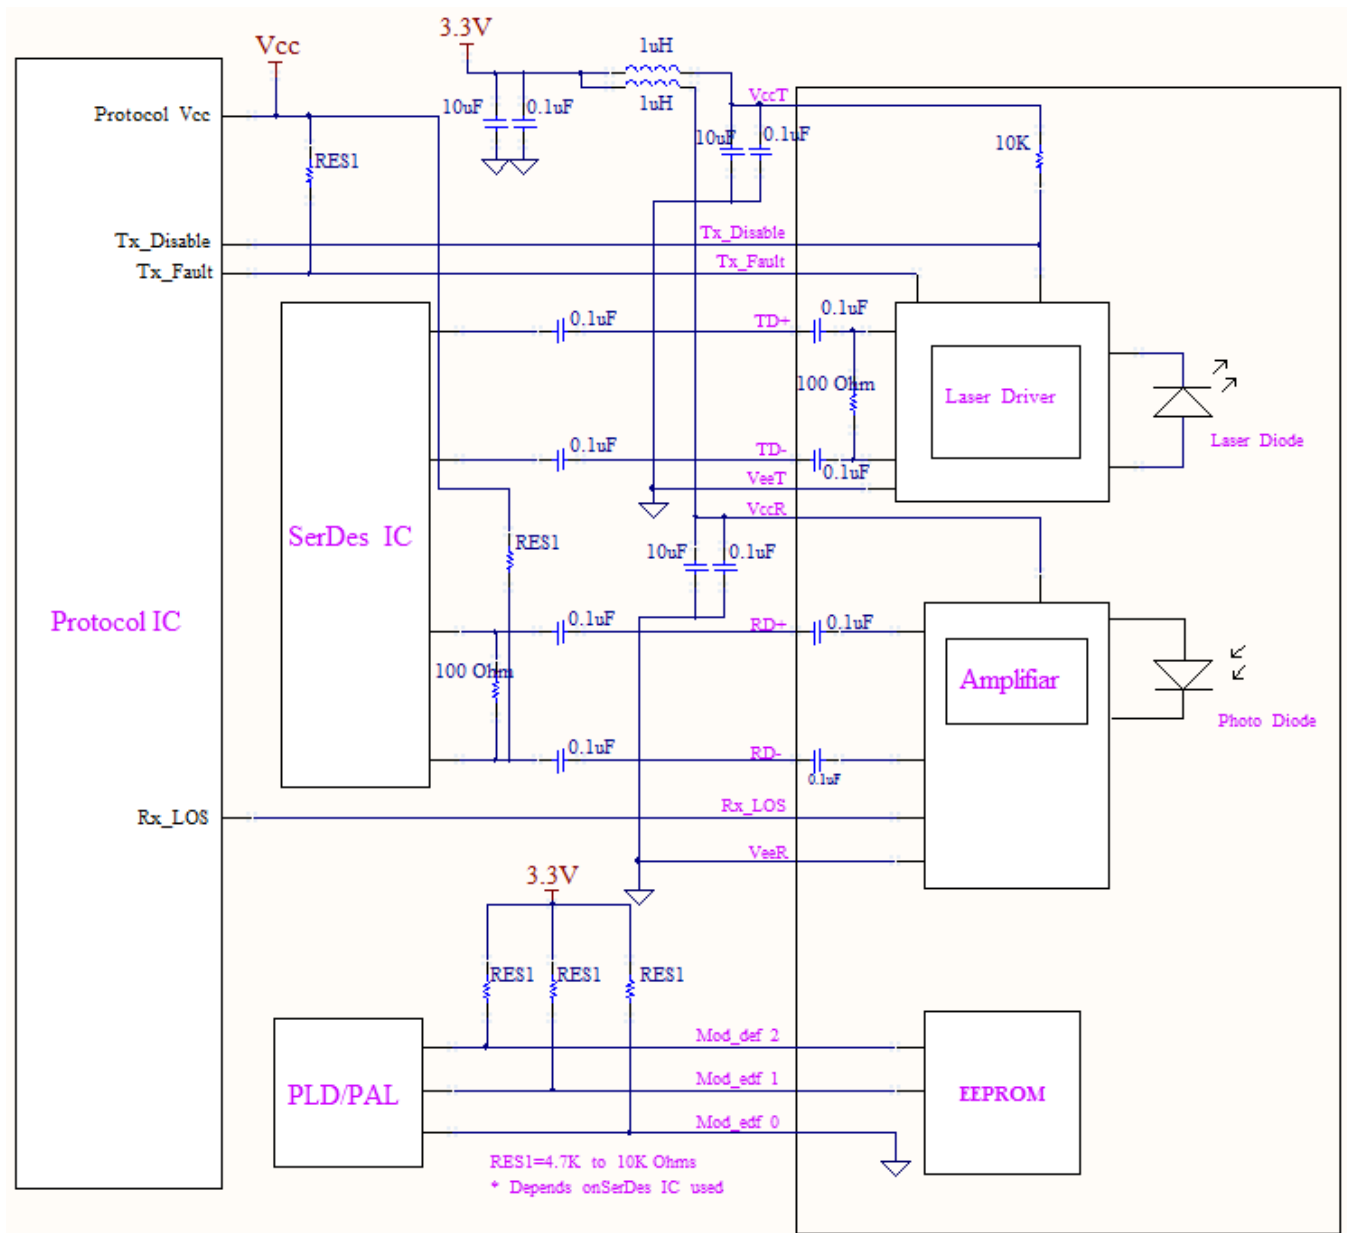 3.3V
1uH
Vcc
1uH
VccT
10uF
0.1uF
Protocol Vcc
10uF
0.1uF
10K
RES1
Tx_Disable
Tx_Disable
Tx_Fault
Tx_Fault
0.1uF
0.1uF
TD+
100 Ohm
Laser Driver
Laser Diode
0.1uF
TD-
0.1uF
VeeT
VccR
SerDes IC
RES1
10uF
0.1uF
Protocol IC
0.1uF
RD+
0.1uF
100 Ohm
Amplifiar
Photo Diode
0.1uF
RD-
0.1uF
Rx_LOS
Rx_LOS
VeeR
3.3V
RES1
RES1
RES1
Mod_def 2
PLD/PAL
Mod_edf 1
EEPROM
Mod_edf 0
RES1=4.7K to 10K Ohms
* Depends onSerDes IC used